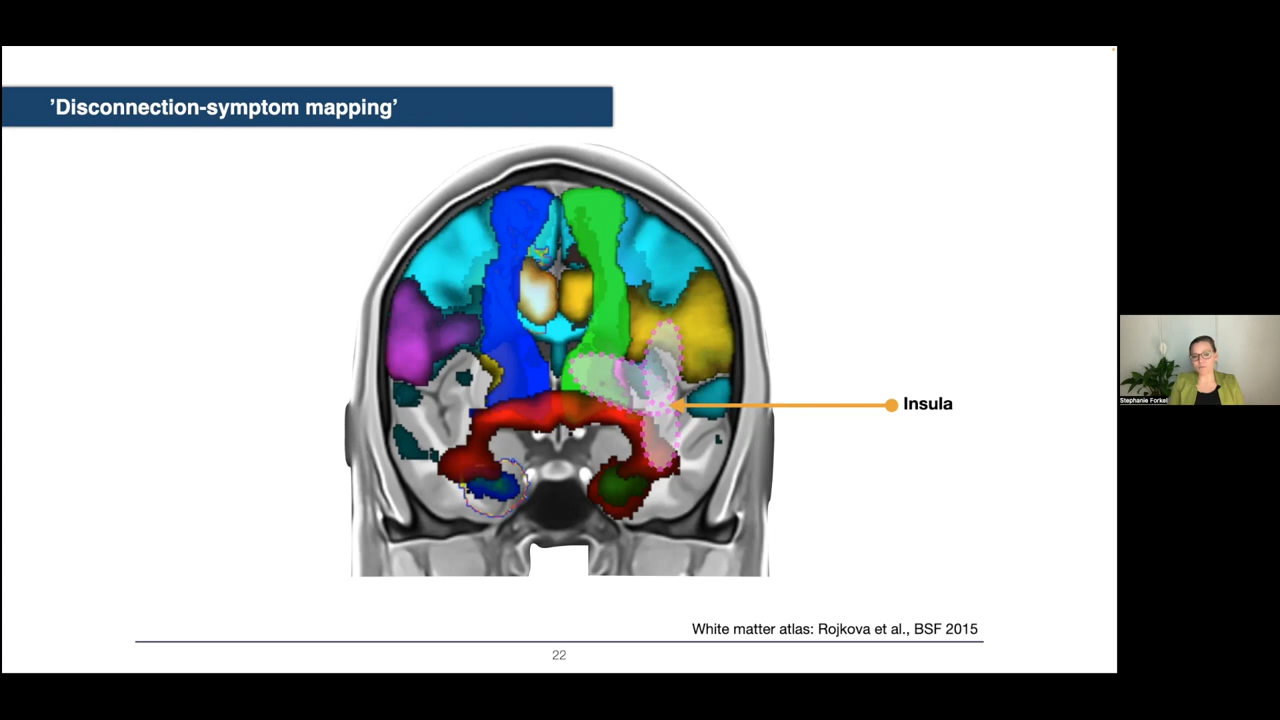 ’Disconnection-symptom mapping’
Insula
Stephanie Forkel
White matter atlas: Rojkova et al., BSF 2015
22